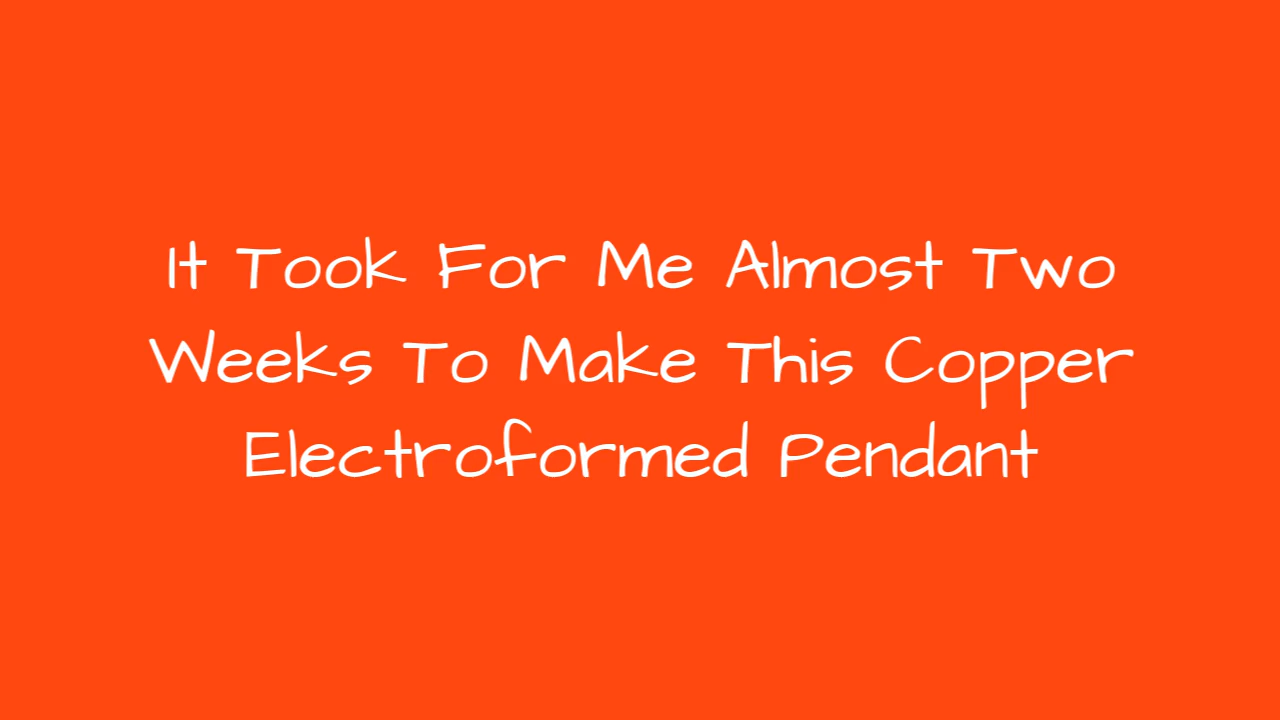 It Took For Me Almost Two
Weeks To Make This Copper
Electroformed Pendant